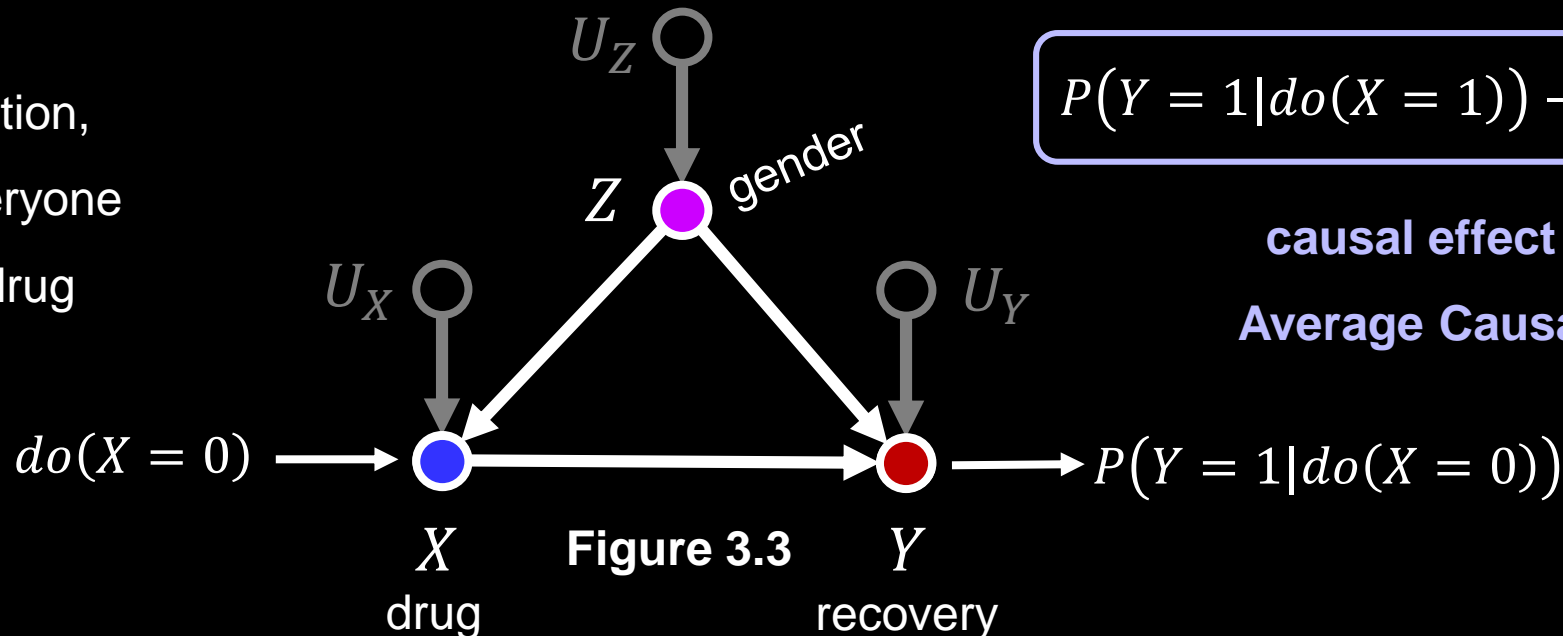 U_Z
P(Y = 1|do(X = 1)) −
tion,
gender
eryone
Z
causal effect
drug
U_X
U_Y
Average Causa
do(X = 0)
P(Y = 1|do(X = 0))
X
Figure 3.3
Y
drug
recovery